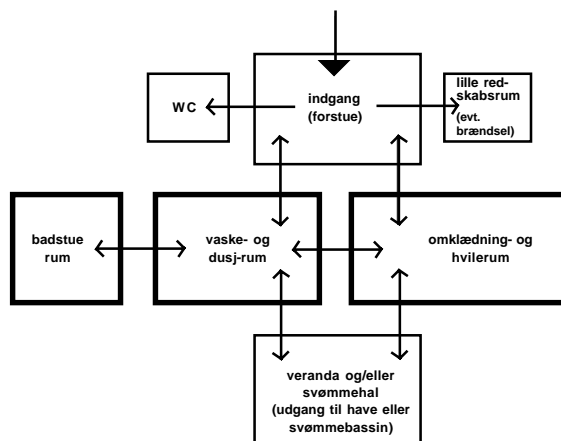 WC
indgang
(forstue)
lille red-
skabsrum
(evt.
brændsel)
badstue
rum
vaske- og
dusj-rum
omklædning- og
hvilerum
veranda og/eller
svømmehal
(udgang til have eller
svømmebassin)